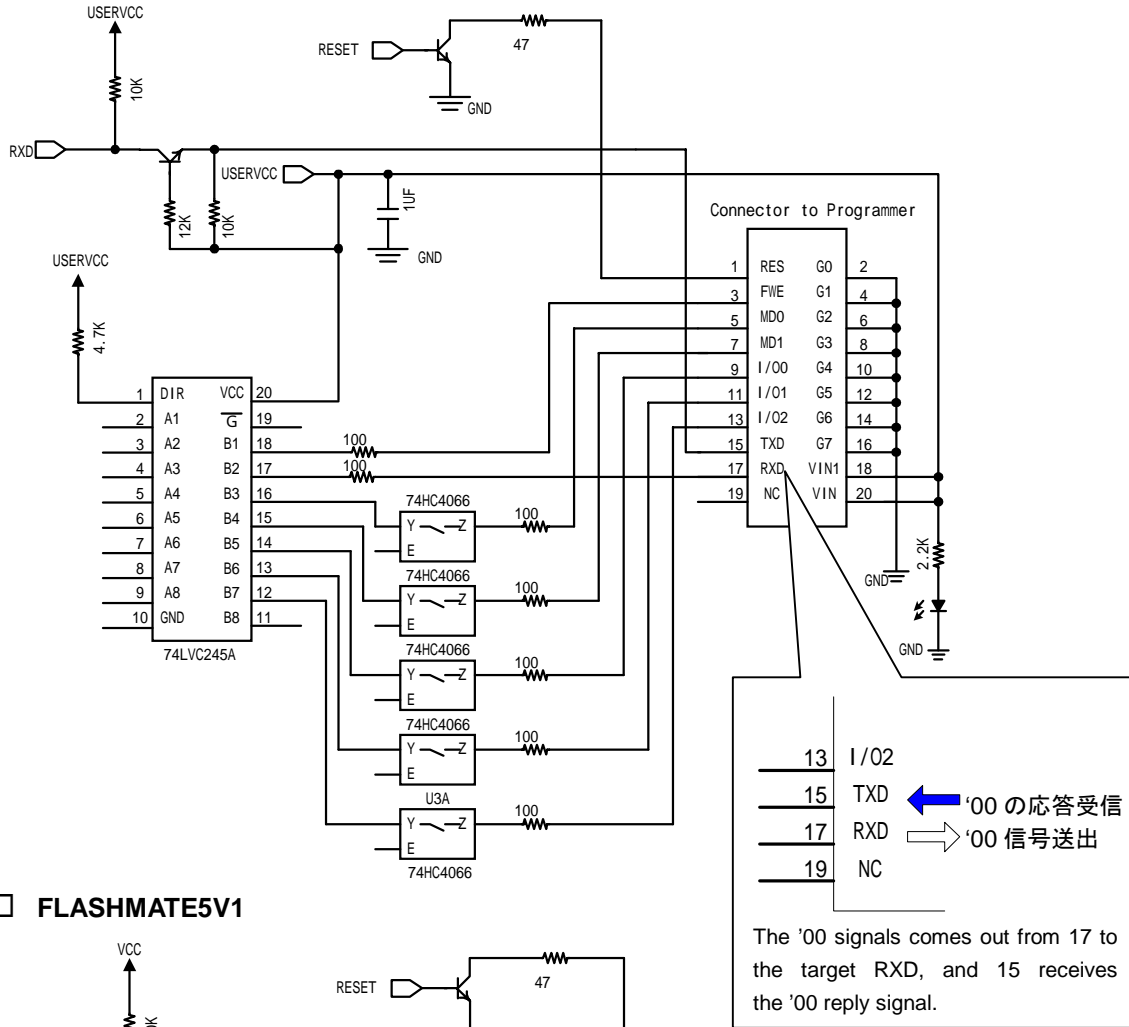 USERVCC
10K
RXD
12K
10K
RESET
47
GND
USERVCC
1UF
GND
USERVCC
4.7K
1 DIR VCC 20
2 A1 G 19
3 A2 B1 18
4 A3 B2 17
5 A4 B3 16
6 A5 B4 15
7 A6 B5 14
8 A7 B6 13
9 A8 B7 12
10 GND B8 11
74LVC245A
100
100
74HC4066
Y Z
E
100
74HC4066
Y Z
E
100
74HC4066
Y Z
E
100
74HC4066
Y Z
E
100
U3A
Y Z
E
74HC4066
100
Connector to Programmer
1 RES G0 2
3 FWE G1 4
5 MD0 G2 6
7 MD1 G3 8
9 I/O0 G4 10
11 I/O1 G5 12
13 I/O2 G6 14
15 TXD G7 16
17 RXD VIN1 18
19 NC VIN 20
GND
2.2K
GND
13 I/O2
15 TXD '00 の応答受信
17 RXD '00 信号送出
19 NC
The '00 signals comes out from 17 to
the target RXD, and 15 receives
the '00 reply signal.
FLASHMATE5V1
VCC
RESET
47